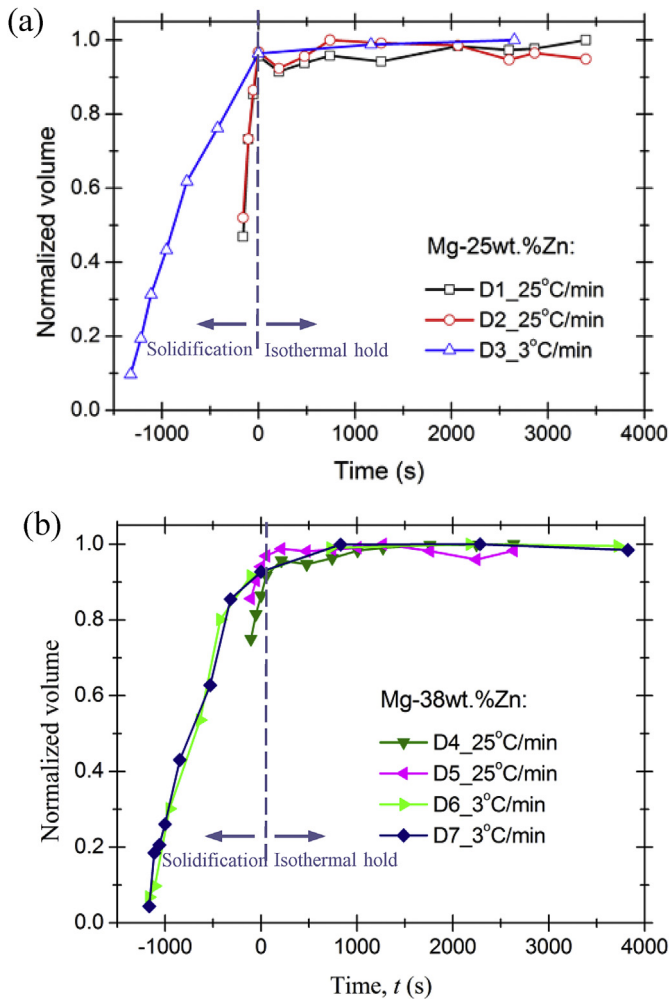 (a)
1.0
0.8
0.6
0.4
0.2
0.0
Normalized volume
Mg-25wt.%Zn:
D1_25°C/min
D2_25°C/min
D3_3°C/min
Solidification
Isothermal hold
-1000 0 1000 2000 3000 4000
Time (s)
(b)
1.0
0.8
0.6
0.4
0.2
0.0
Normalized volume
Mg-38wt.%Zn:
D4_25°C/min
D5_25°C/min
D6_3°C/min
D7_3°C/min
Solidification
Isothermal hold
-1000 0 1000 2000 3000 4000
Time, t (s)